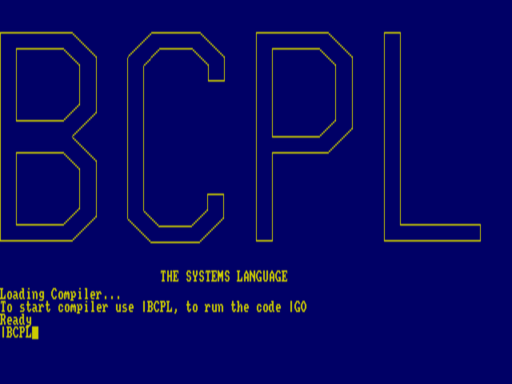 BCPL
THE SYSTEMS LANGUAGE
Loading Compiler...
To start compiler use |BCPL, to run the code |GO
Ready
|BCPL